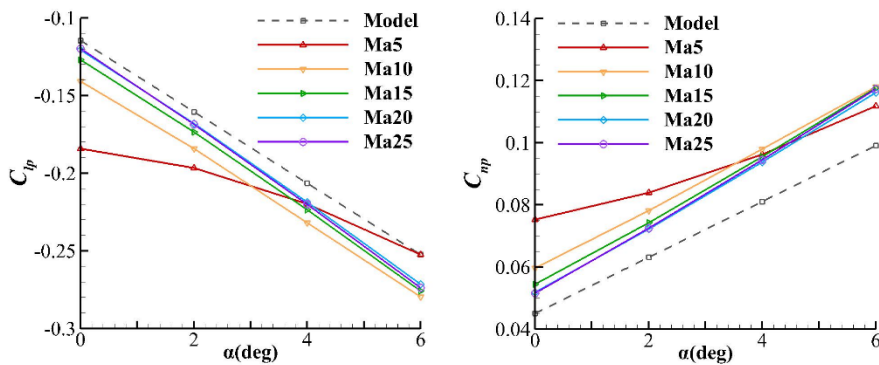 -0.1
-0.15
-0.2
-0.25
-0.3
C_lp
0
2
4
6
α(deg)
Model
Ma5
Ma10
Ma15
Ma20
Ma25
0.14
0.12
0.1
0.08
0.06
0.04
C_np
0
2
4
6
α(deg)
Model
Ma5
Ma10
Ma15
Ma20
Ma25